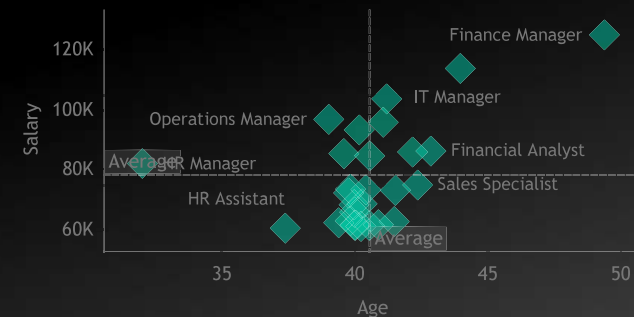 Finance Manager
120K
IT Manager
100K
Operations Manager
Financial Analyst
Average
HR Manager
80K
Sales Specialist
HR Assistant
60K
Average
35
40
45
50
Age
Salary